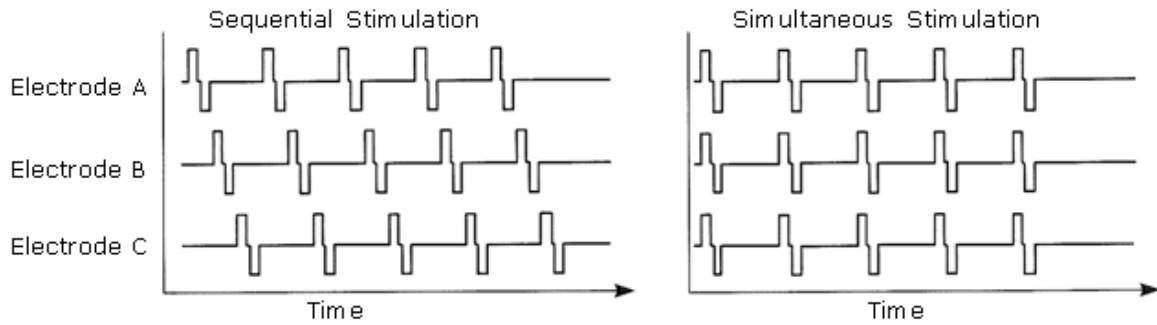 Sequential Stimulation
Simultaneous Stimulation
Electrode A
Electrode B
Electrode C
Time
Time